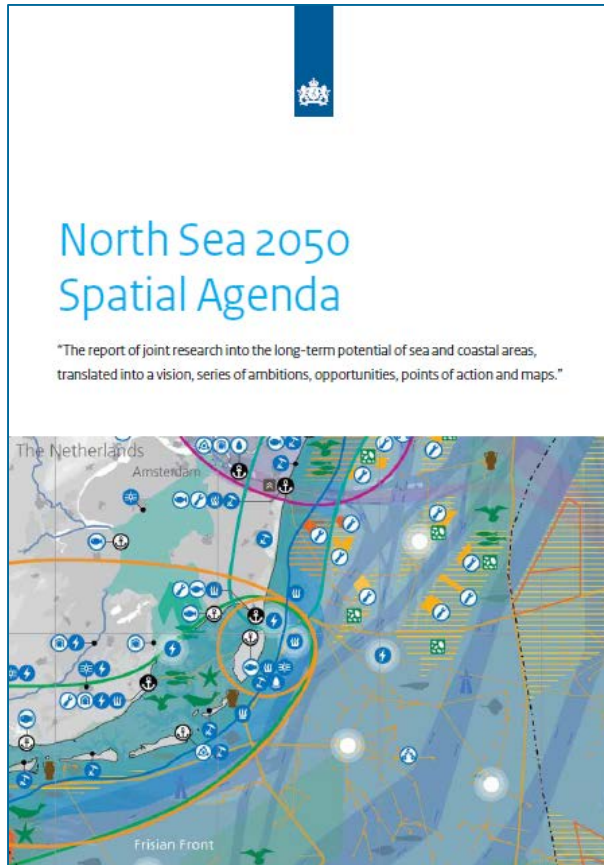 North Sea 2050
Spatial Agenda
“The report of joint research into the long-term potential of sea and coastal areas,
translated into a vision, series of ambitions, opportunities, points of action and maps.”
The Netherlands
Amsterdam
Frisian Front